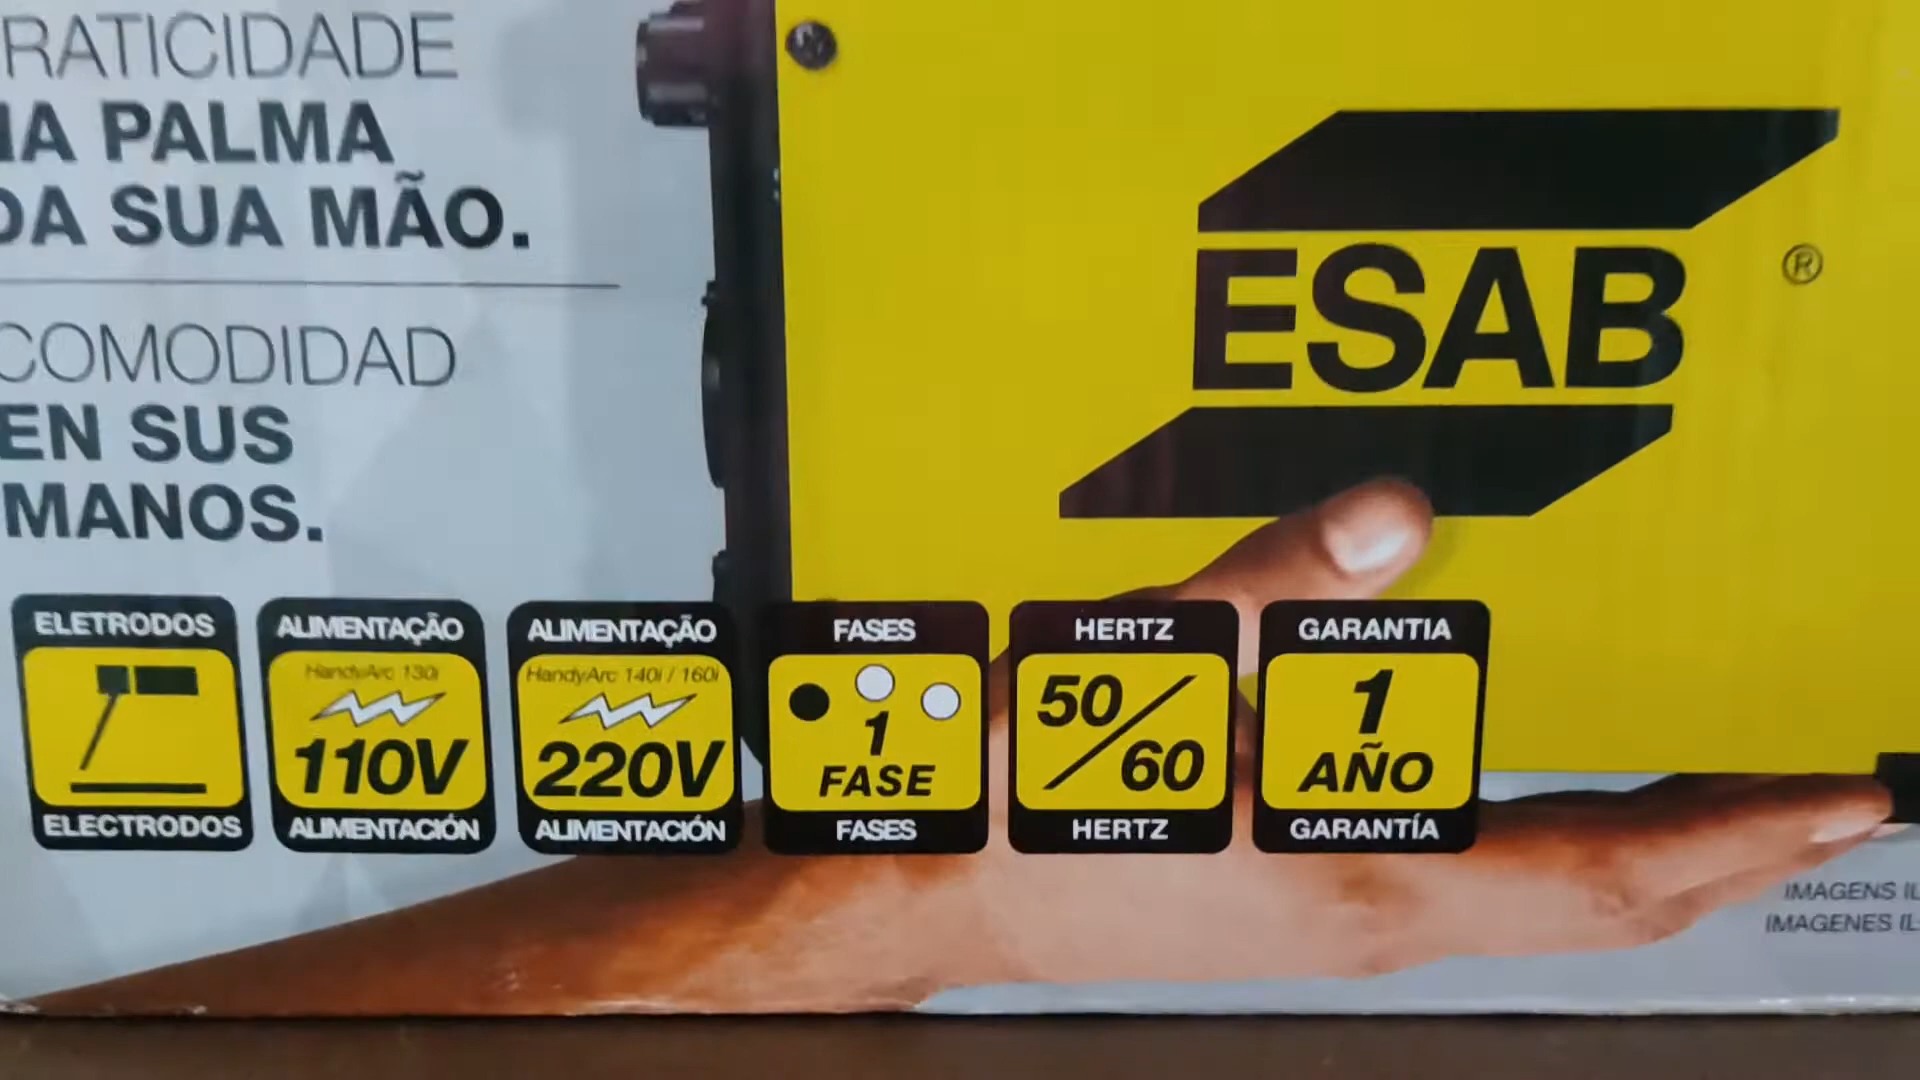 RATICIDADE
NA PALMA
DA SUA MÃO.
COMODIDAD
EN SUS
MANOS.
ESAB ®
ELETRODOS
ELECTRODOS
ALIMENTAÇÃO
HandyArc 130i
110V
ALIMENTACIÓN
ALIMENTAÇÃO
HandyArc 140i / 160i
220V
ALIMENTACIÓN
FASES
1
FASE
FASES
HERTZ
50/60
HERTZ
GARANTIA
1
AÑO
GARANTÍA
IMAGENS IL
IMAGENES IL